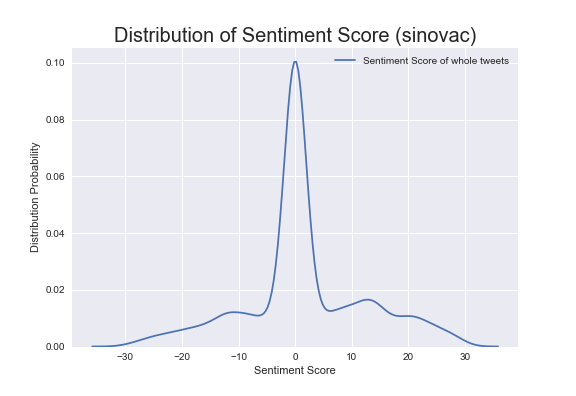 Distribution of Sentiment Score (sinovac)
Sentiment Score of whole tweets
Distribution Probability
0.10
0.08
0.06
0.04
0.02
0.00
−30 −20 −10 0 10 20 30
Sentiment Score